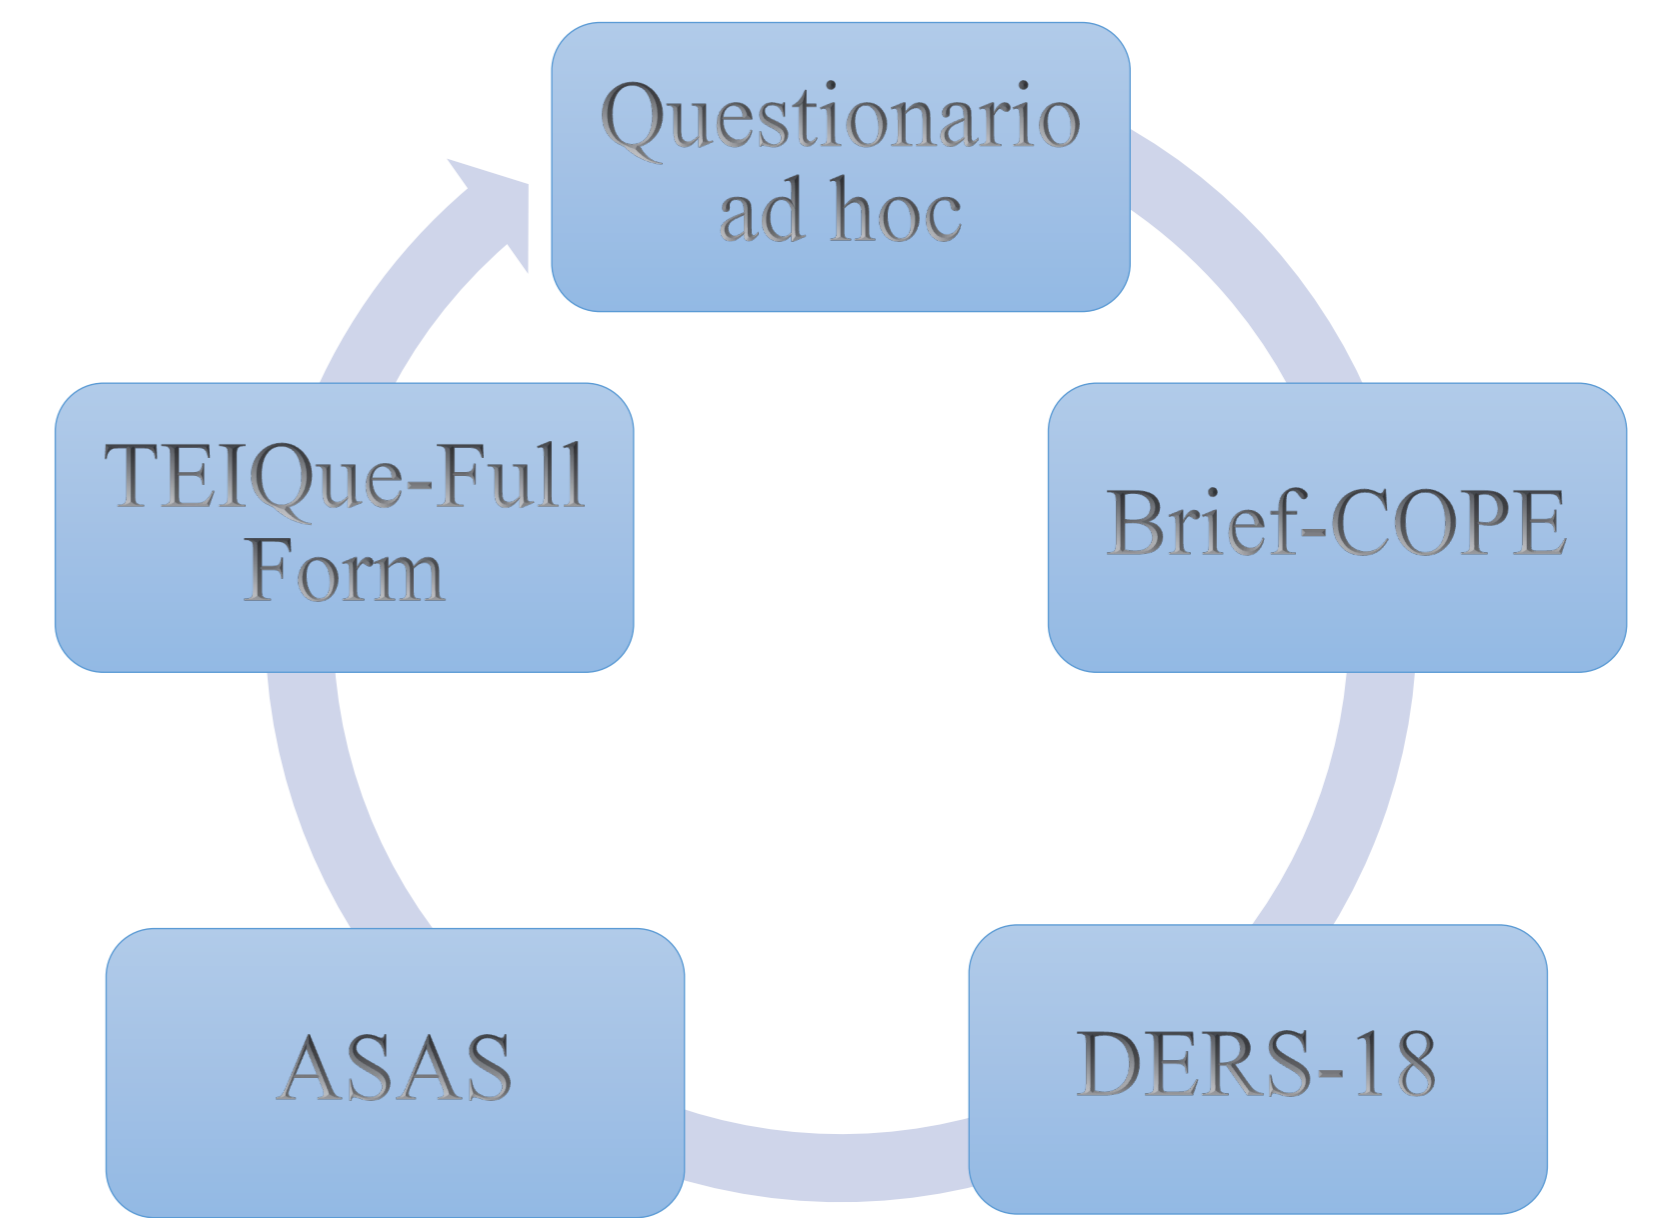 Questionario
ad hoc
Brief-COPE
DERS-18
ASAS
TEIQue-Full
Form